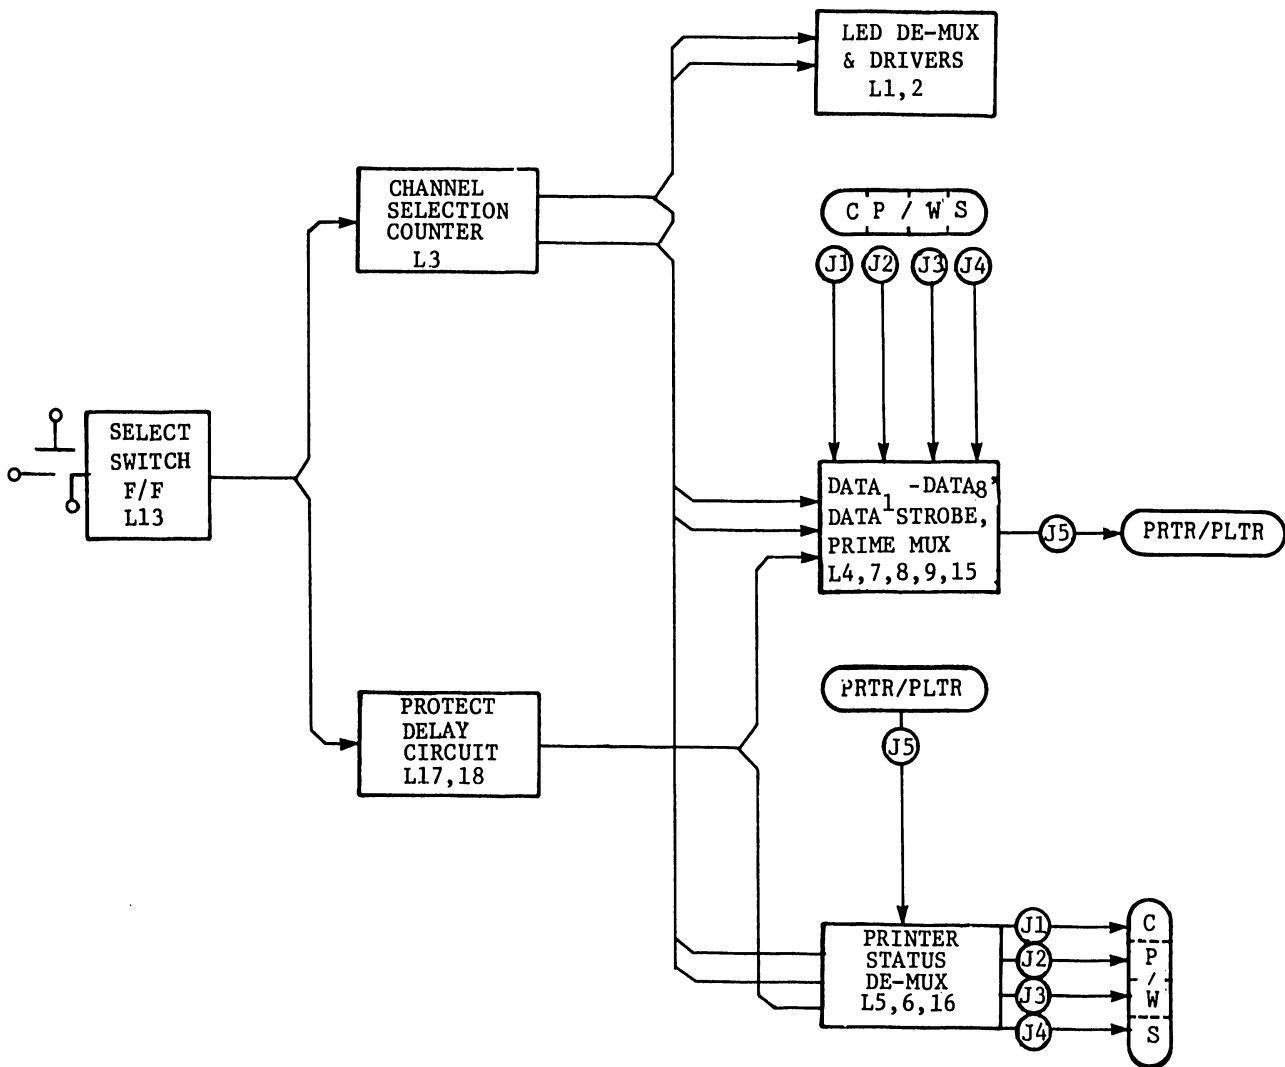 LED DE-MUX
& DRIVERS
L1,2
CHANNEL
SELECTION
COUNTER
L3
C P / W S
J1 J2 J3 J4
SELECT
SWITCH
F/F
L13
DATA1 -DATA8,
DATA STROBE,
PRIME MUX
L4,7,8,9,15
J5
PRTR/PLTR
PROTECT
DELAY
CIRCUIT
L17,18
PRTR/PLTR
J5
PRINTER
STATUS
DE-MUX
L5,6,16
J1
J2
J3
J4
C
P
/
W
S